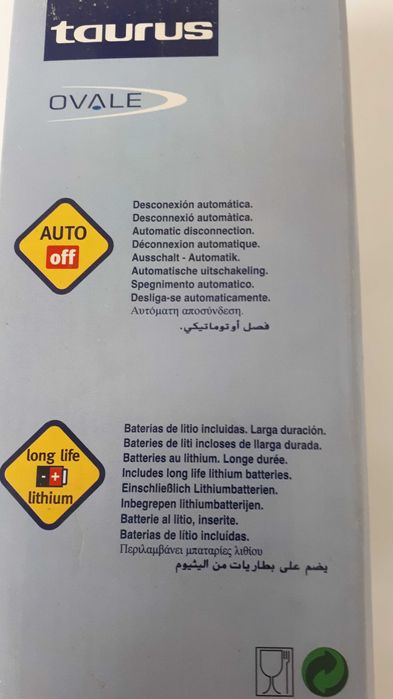 taurus
OVALE
AUTO
off
Desconexión automática.
Desconnexió automàtica.
Automatic disconnection.
Déconnexion automatique.
Ausschalt - Automatik.
Automatische uitschakeling.
Spegnimento automatico.
Desliga-se automaticamente.
Αυτόματη αποσύνδεση.
فصل أوتوماتيكي.
long life
- +
lithium
Baterías de litio incluidas. Larga duración.
Bateries de liti incloses de llarga durada.
Batteries au lithium. Longe durée.
Includes long life lithium batteries.
Einschließlich Lithiumbatterien.
Inbegrepen lithiumbatterijen.
Batterie al litio, inserite.
Baterias de lítio incluídas.
Περιλαμβάνει μπαταρίες λιθίου
يضم على بطاريات من اليثيوم